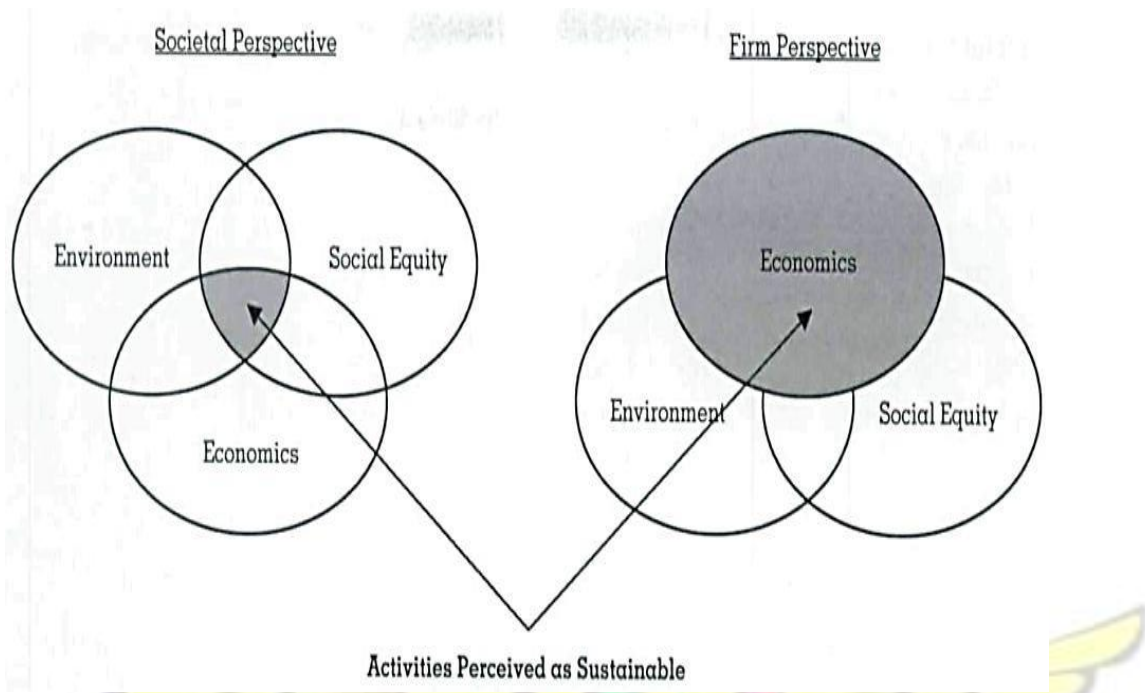 Societal Perspective
Environment
Social Equity
Economics
Firm Perspective
Economics
Environment
Social Equity
Activities Perceived as Sustainable